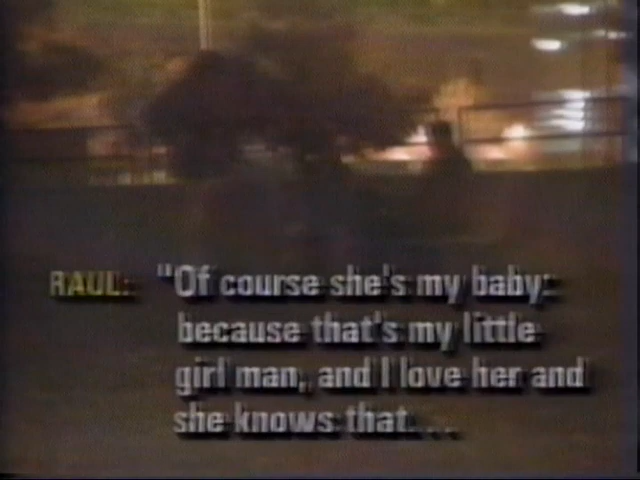 RAUL: "Of course she's my baby:
because that's my little
girl man, and I love her and
she knows that. . .